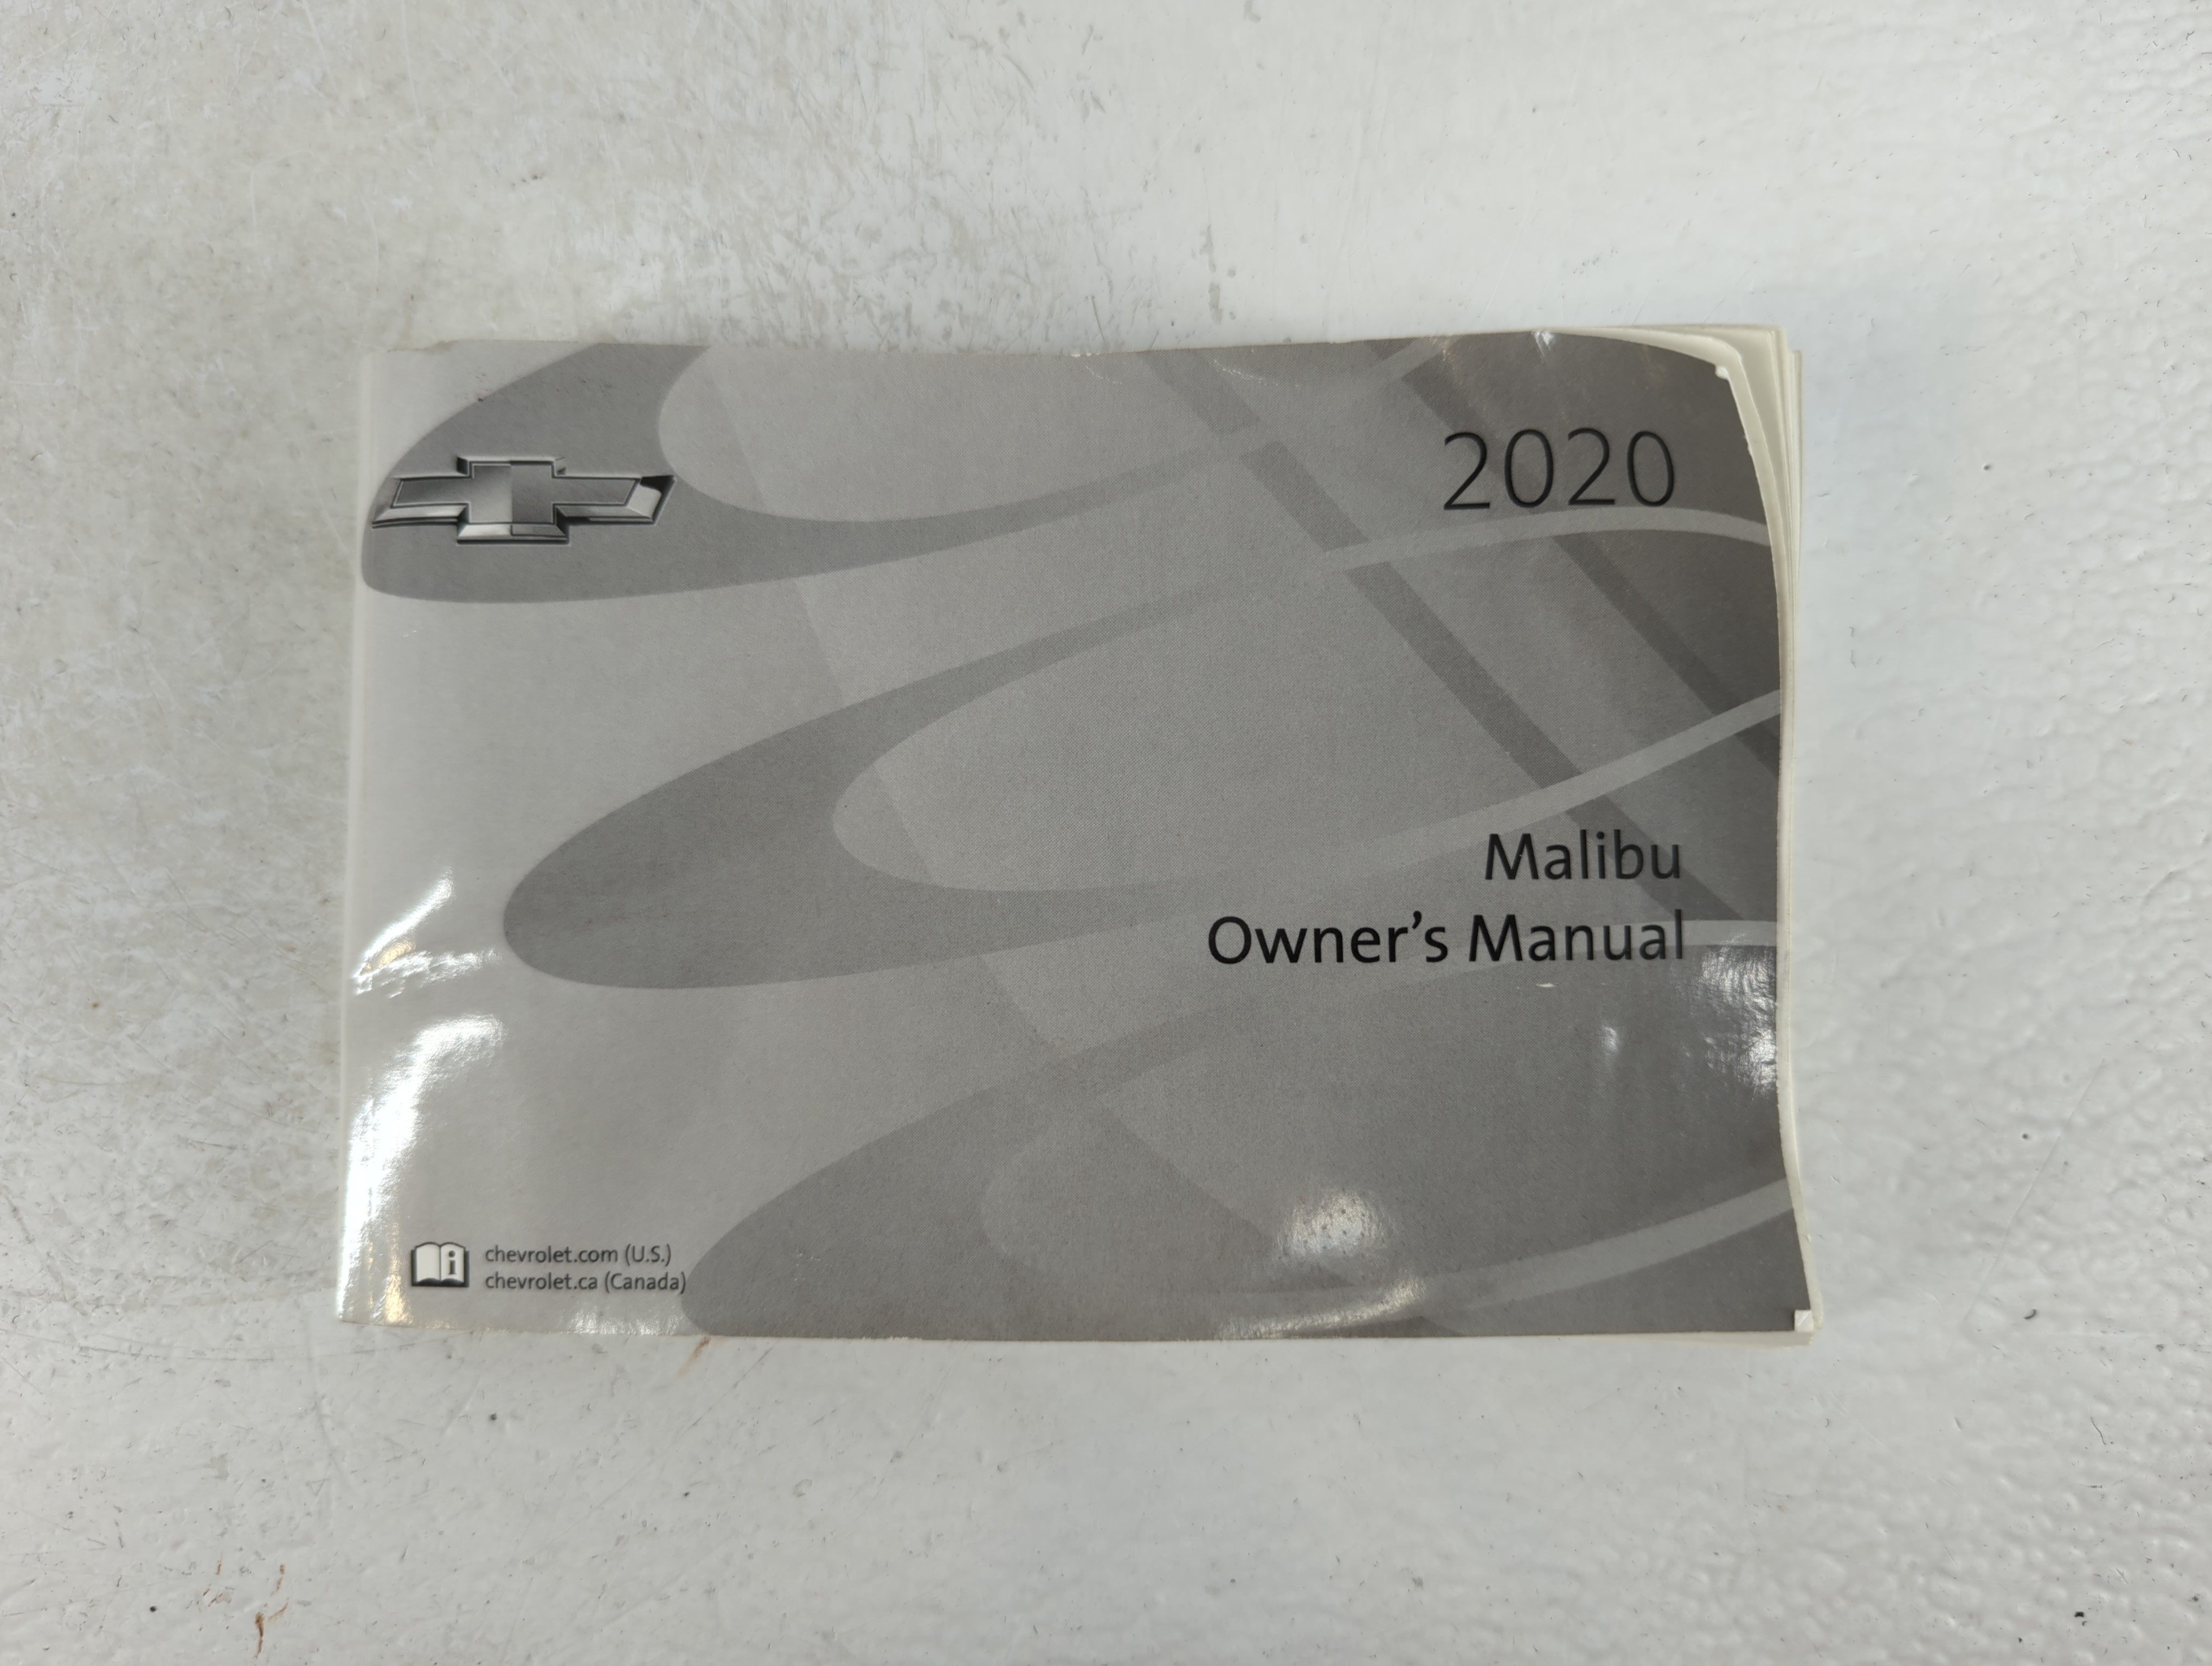 2020
Malibu
Owner’s Manual
i
chevrolet.com (U.S.)
chevrolet.ca (Canada)